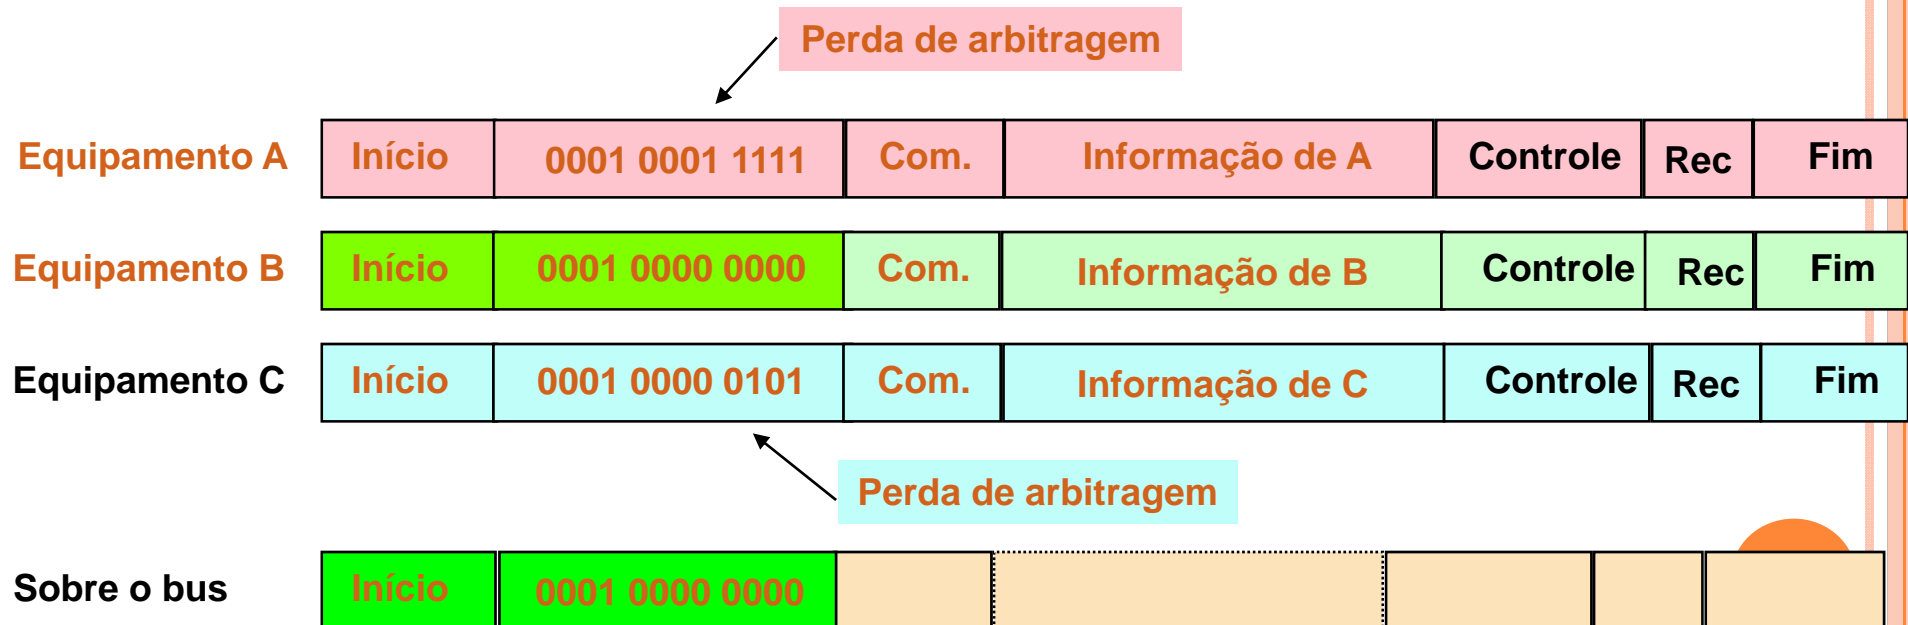 Perda de arbitragem
Equipamento A Início 0001 0001 1111 Com. Informação de A Controle Rec Fim
Equipamento B Início 0001 0000 0000 Com. Informação de B Controle Rec Fim
Equipamento C Início 0001 0000 0101 Com. Informação de C Controle Rec Fim
Perda de arbitragem
Sobre o bus Início 0001 0000 0000